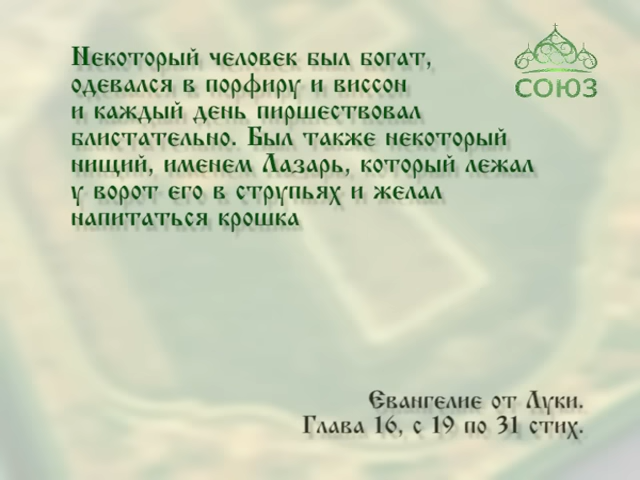 Некоторый человек был богат,
одевался в порфиру и виссон
и каждый день пиршествовал
блистательно. Был также некоторый
нищий, именем Лазарь, который лежал
у ворот его в струпьях и желал
напитаться крошка
СОЮЗ
Евангелие от Луки.
Глава 16, с 19 по 31 стих.